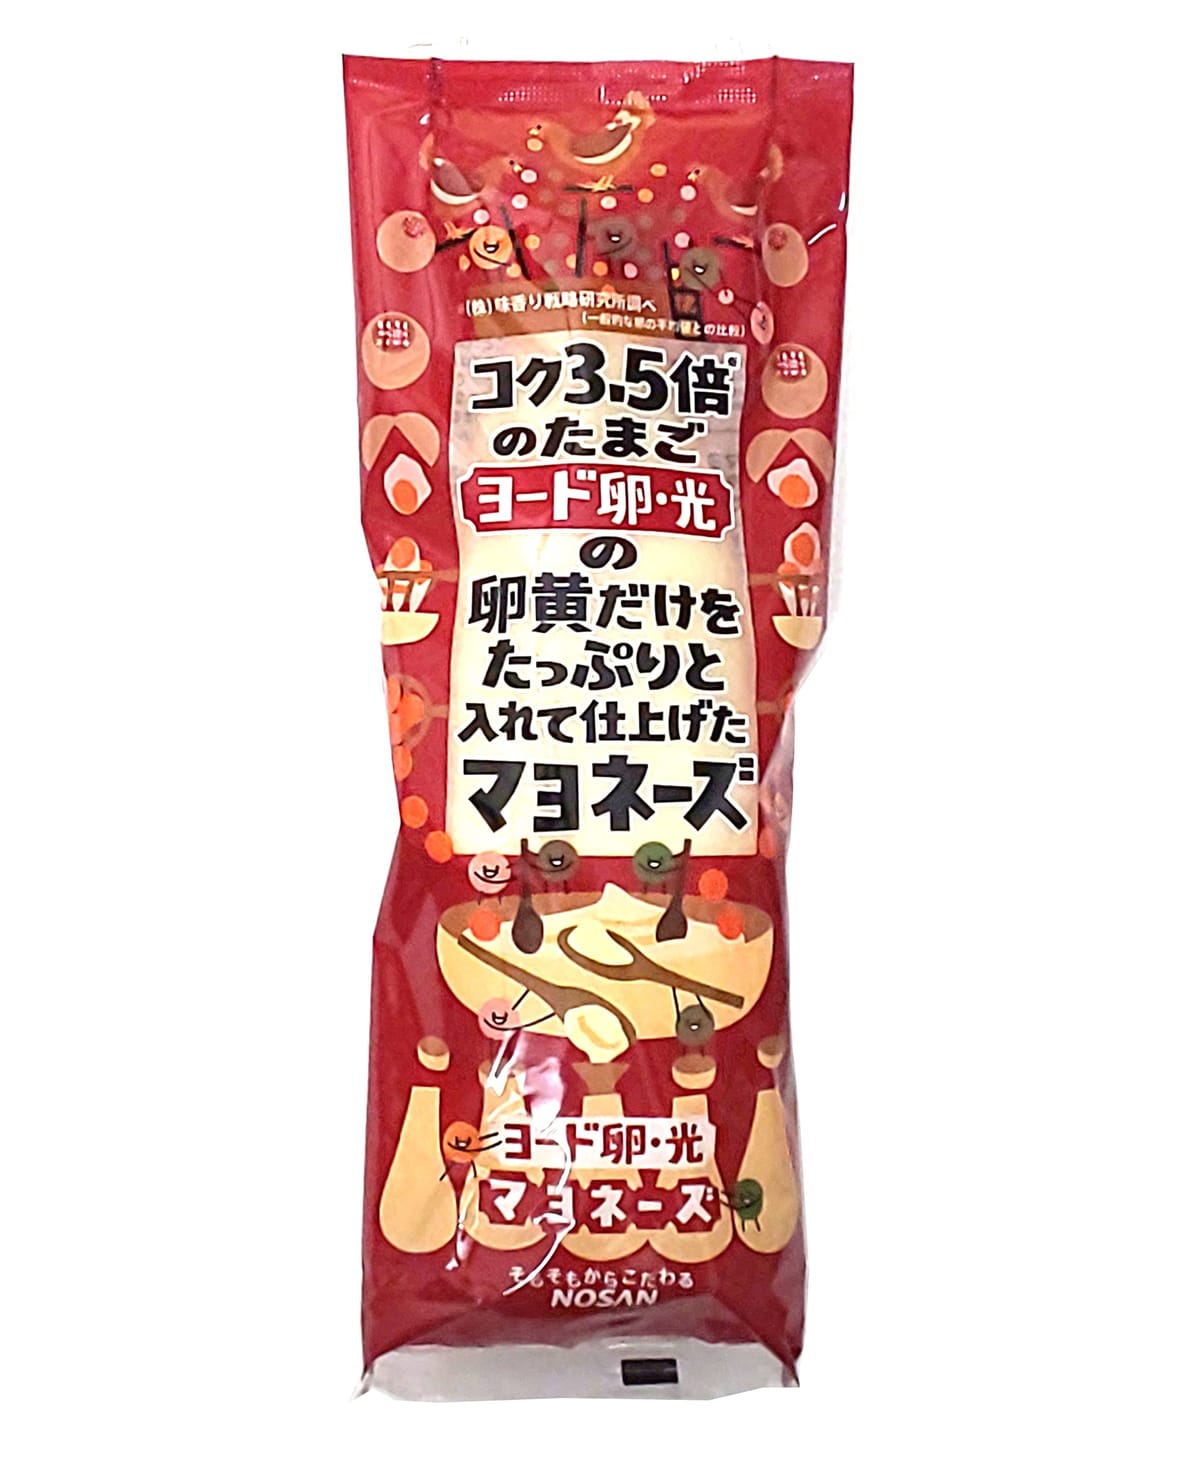 (株)味香り戦略研究所調べ
(一般的な卵の平均値との比較)
コク3.5倍※
のたまご
ヨード卵・光
の
卵黄だけを
たっぷりと
入れて仕上げた
マヨネーズ
ヨード卵・光
マヨネーズ
そもそもからこだわる
NOSAN